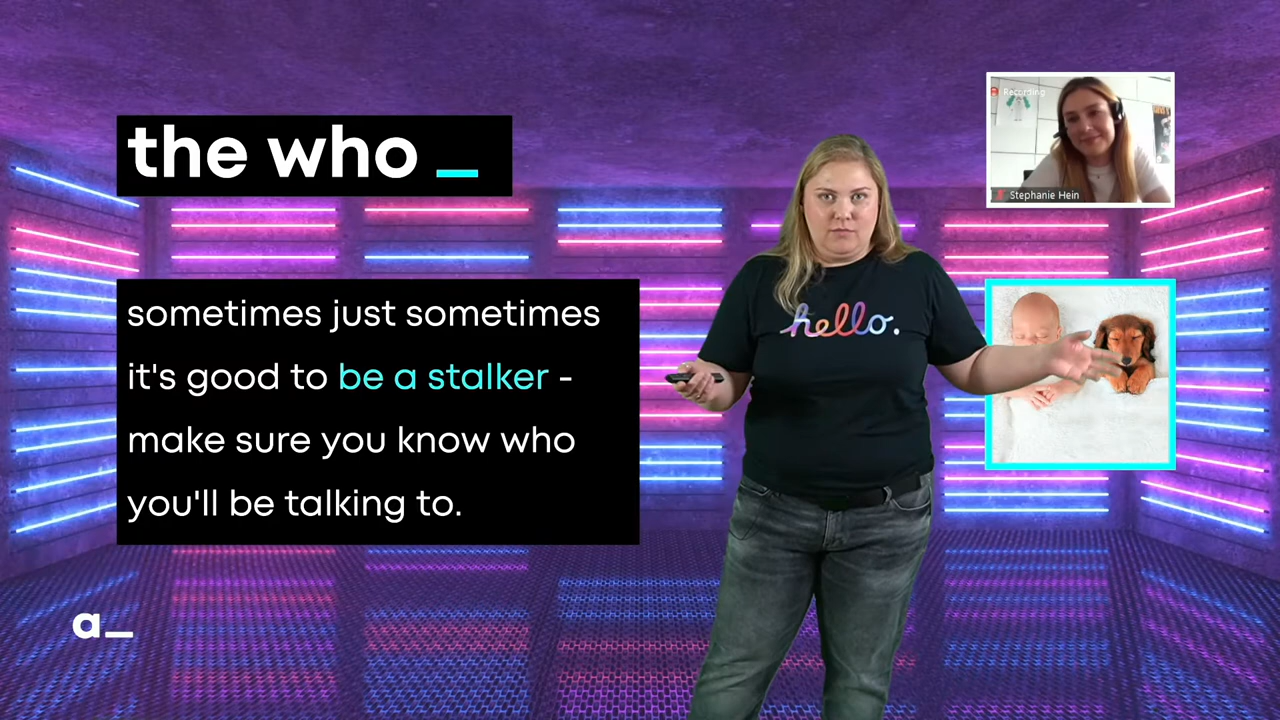 the who _
Recording
Stephanie Hein
hello.
sometimes just sometimes
it's good to be a stalker -
make sure you know who
you'll be talking to.
a_